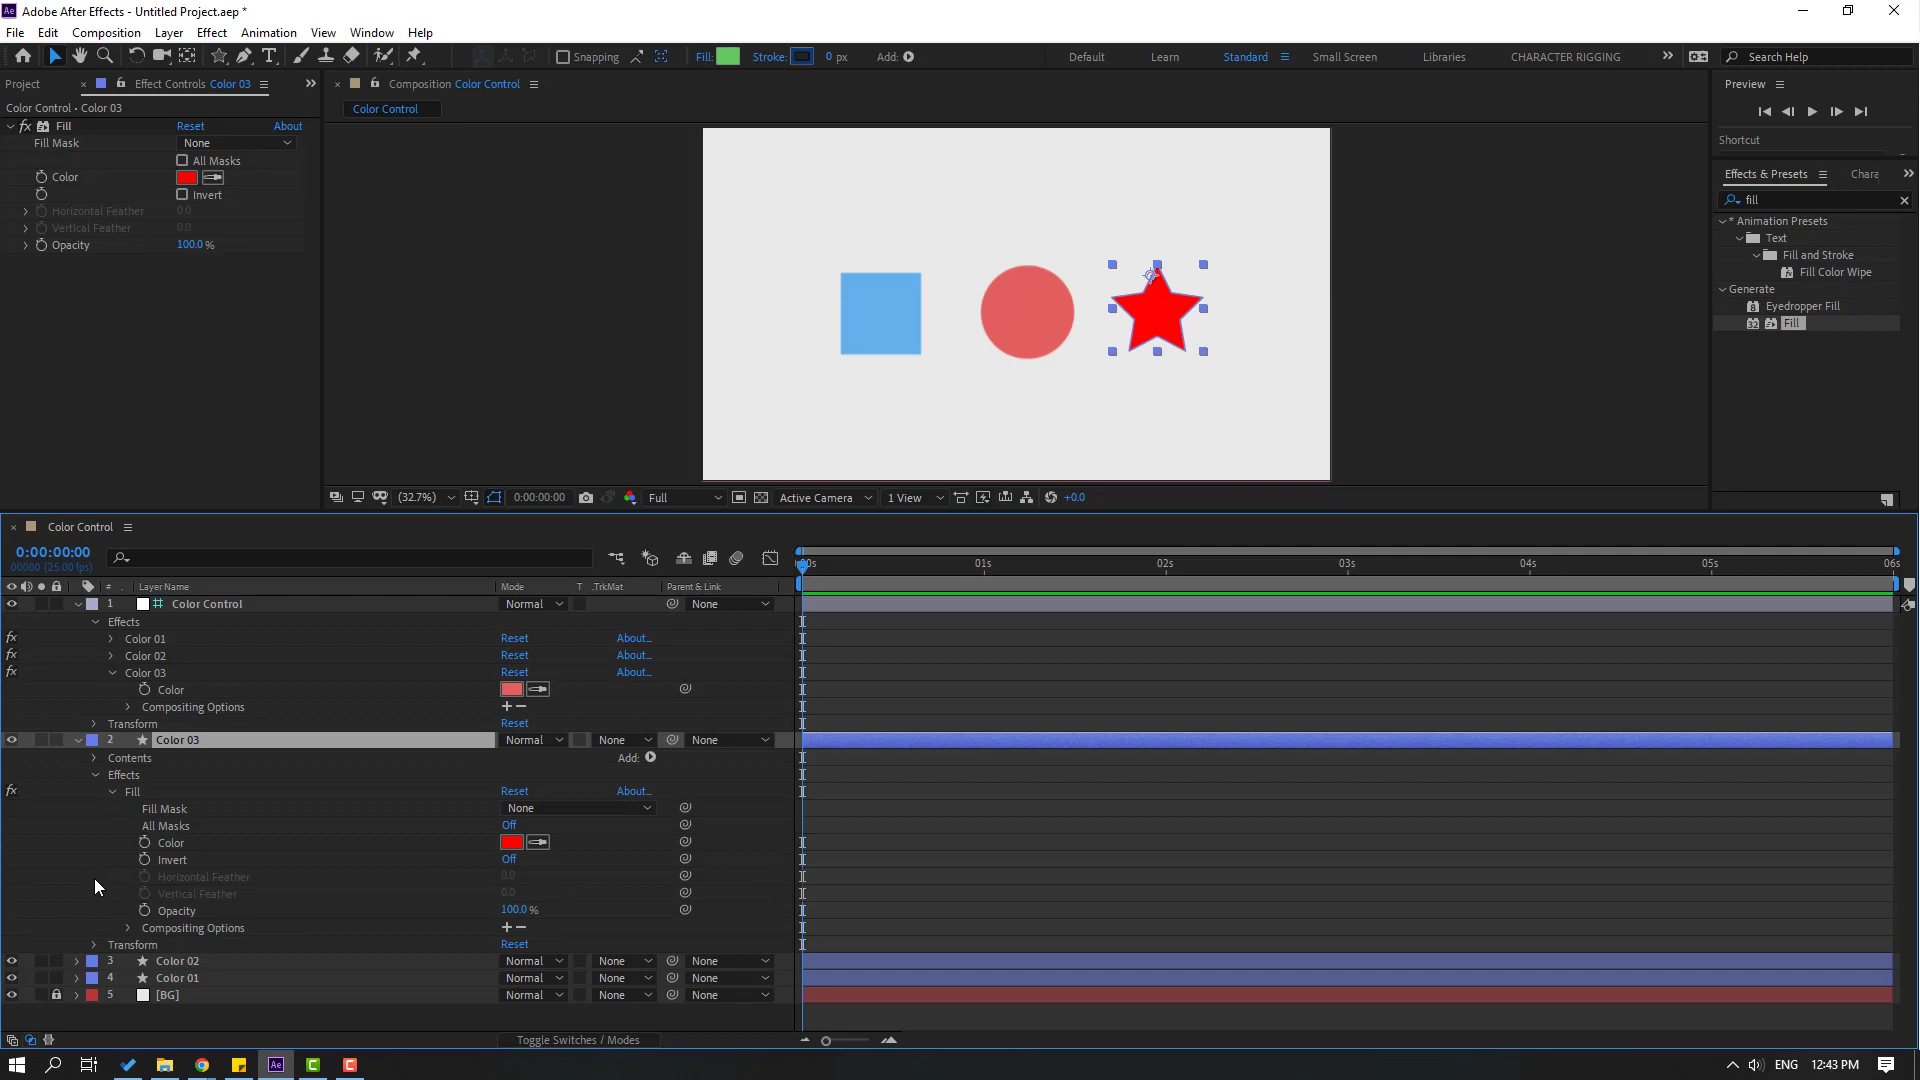 Adobe After Effects - Untitled Project.aep *
File Edit Composition Layer Effect Animation View Window Help
Snapping Fill: Stroke: 0 px Add: Default Learn Standard Small Screen Libraries CHARACTER RIGGING Search Help
Project Effect Controls Color 03
Color Control • Color 03
fx Fill Reset About
Fill Mask None
All Masks
Color
Invert
Horizontal Feather 0.0
Vertical Feather 0.0
Opacity 100.0 %
Composition Color Control
Color Control
(32.7%) 0:00:00:00 Full Active Camera 1 View +0.0
Preview
Shortcut
Effects & Presets Chara
fill
* Animation Presets
Text
Fill and Stroke
Fill Color Wipe
Generate
Eyedropper Fill
Fill
Color Control
0:00:00:00
00000 (25.00 fps)
01s 02s 03s 04s 05s 06s
# . Layer Name Mode T .TrkMat Parent & Link
1 Color Control Normal None
Effects
fx Color 01 Reset About...
fx Color 02 Reset About...
fx Color 03 Reset About...
Color
Compositing Options
Transform Reset
2 Color 03 Normal None None
Contents Add:
Effects
fx Fill Reset About...
Fill Mask None
All Masks Off
Color
Invert Off
Horizontal Feather 0.0
Vertical Feather 0.0
Opacity 100.0 %
Compositing Options
Transform Reset
3 Color 02 Normal None None
4 Color 01 Normal None None
5 [BG] Normal None None
Toggle Switches / Modes
Ae ENG 12:43 PM